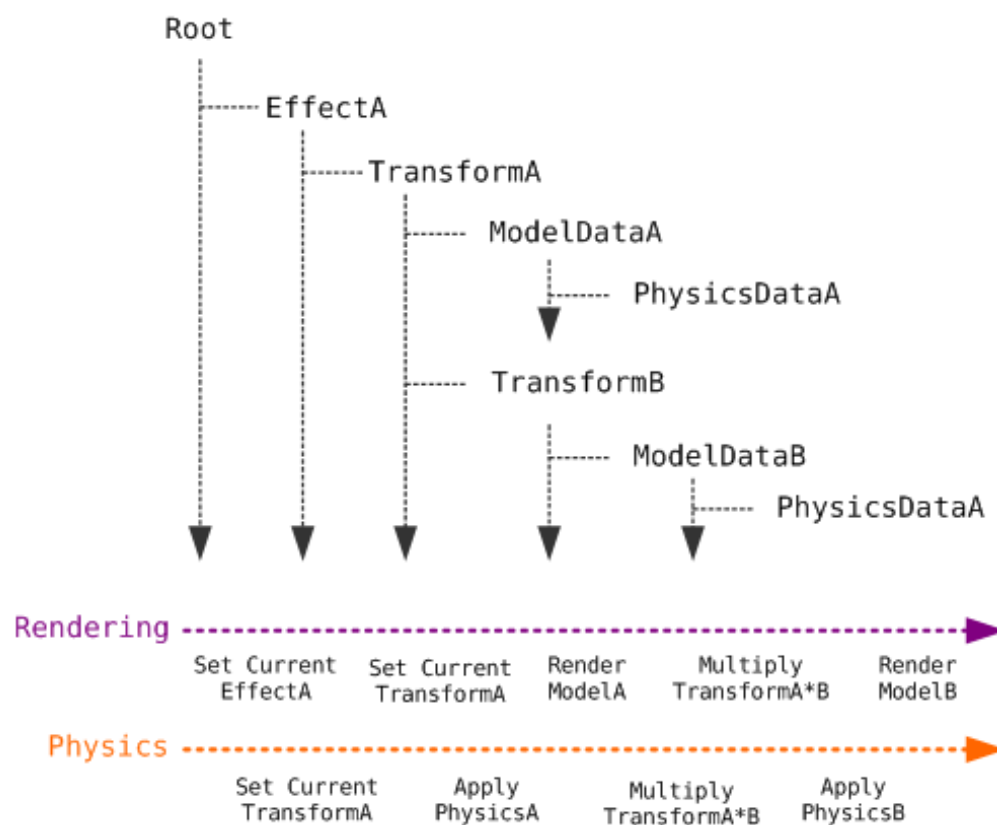 Root
EffectA
TransformA
ModelDataA
PhysicsDataA
TransformB
ModelDataB
PhysicsDataA
Rendering
Set Current
EffectA
Set Current
TransformA
Render
ModelA
Multiply
TransformA*B
Render
ModelB
Physics
Set Current
TransformA
Apply
PhysicsA
Multiply
TransformA*B
Apply
PhysicsB